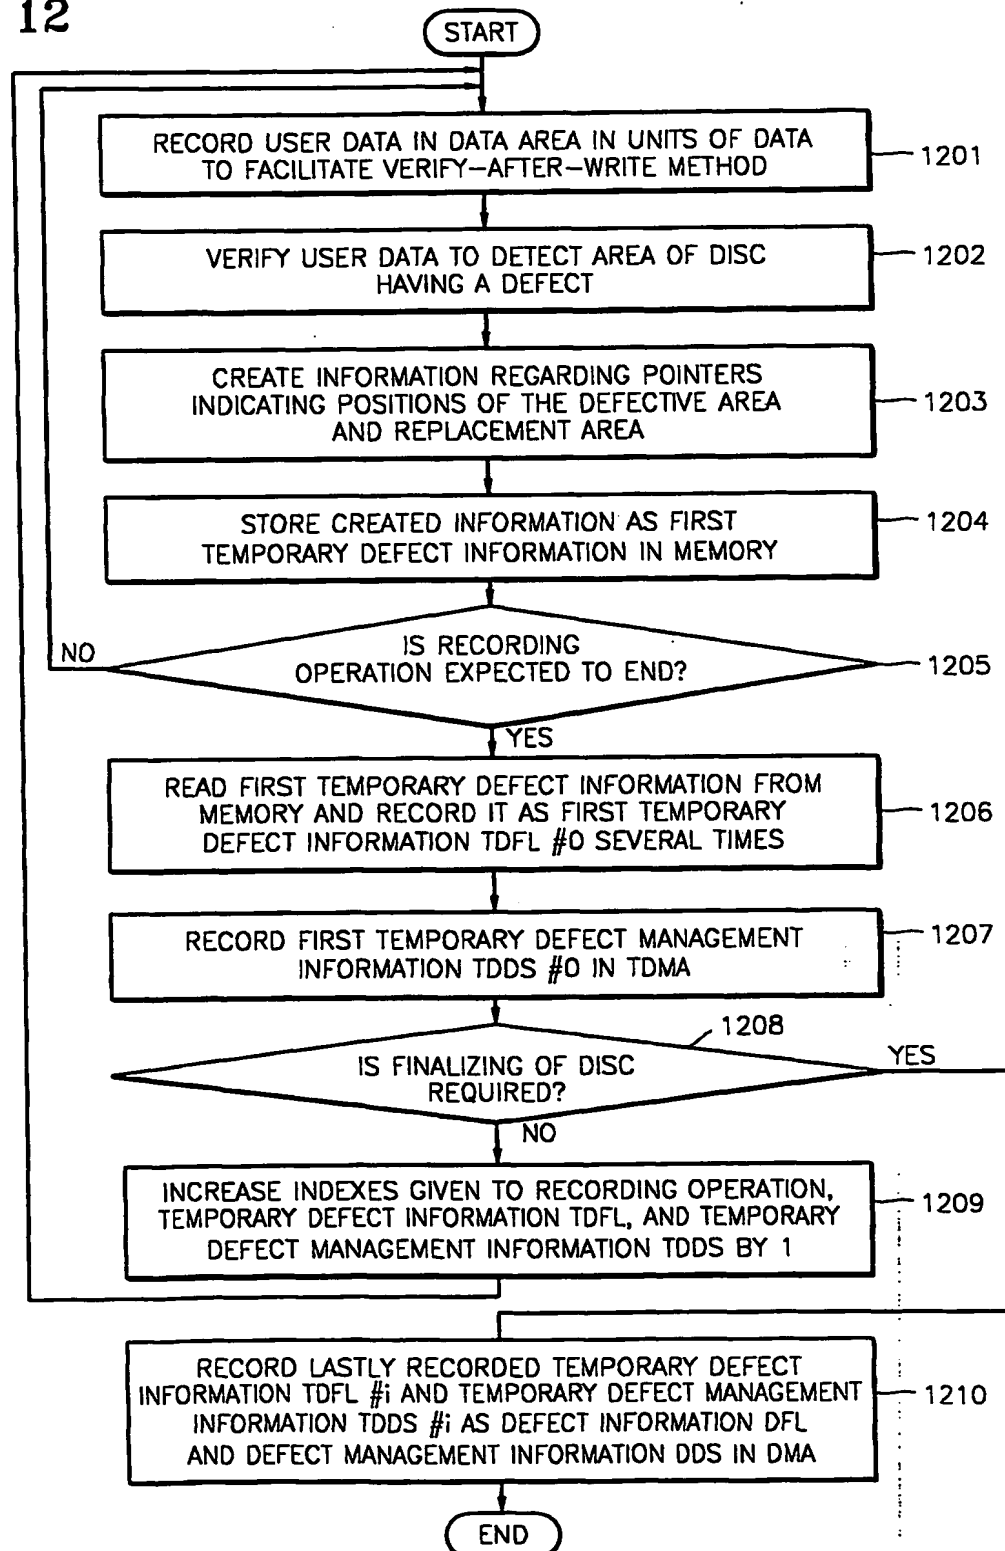 12
START
RECORD USER DATA IN DATA AREA IN UNITS OF DATA
TO FACILITATE VERIFY-AFTER-WRITE METHOD
1201
VERIFY USER DATA TO DETECT AREA OF DISC
HAVING A DEFECT
1202
CREATE INFORMATION REGARDING POINTERS
INDICATING POSITIONS OF THE DEFECTIVE AREA
AND REPLACEMENT AREA
1203
STORE CREATED INFORMATION AS FIRST
TEMPORARY DEFECT INFORMATION IN MEMORY
1204
NO
IS RECORDING
OPERATION EXPECTED TO END?
1205
YES
READ FIRST TEMPORARY DEFECT INFORMATION FROM
MEMORY AND RECORD IT AS FIRST TEMPORARY
DEFECT INFORMATION TDFL #0 SEVERAL TIMES
1206
RECORD FIRST TEMPORARY DEFECT MANAGEMENT
INFORMATION TDDS #0 IN TDMA
1207
1208
IS FINALIZING OF DISC
REQUIRED?
YES
NO
INCREASE INDEXES GIVEN TO RECORDING OPERATION,
TEMPORARY DEFECT INFORMATION TDFL, AND TEMPORARY
DEFECT MANAGEMENT INFORMATION TDDS BY 1
1209
RECORD LASTLY RECORDED TEMPORARY DEFECT
INFORMATION TDFL #i AND TEMPORARY DEFECT MANAGEMENT
INFORMATION TDDS #i AS DEFECT INFORMATION DFL
AND DEFECT MANAGEMENT INFORMATION DDS IN DMA
1210
END